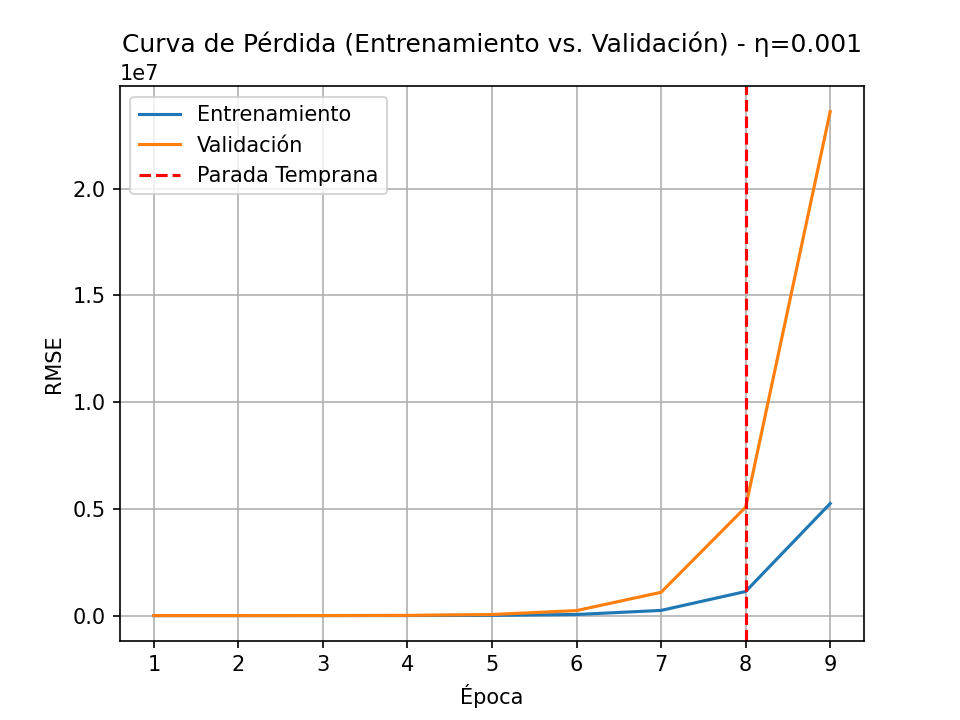 Curva de Pérdida (Entrenamiento vs. Validación) - η=0.001
1e7
Entrenamiento
Validación
Parada Temprana
2.0
1.5
1.0
0.5
0.0
RMSE
1 2 3 4 5 6 7 8 9
Época